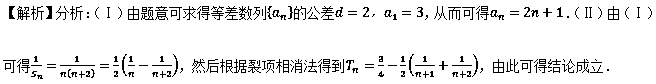 【解析】分析:(Ⅰ)由题意可求得等差数列{aₙ}的公差d = 2, a₁ = 3,从而可得aₙ = 2n + 1.(Ⅱ)由(Ⅰ)
可得1/Sₙ = 1/(n(n+2)) = 1/2(1/n − 1/(n+2)),然后根据裂项相消法得到Tₙ = 3/4 − 1/2(1/(n+1) + 1/(n+2)),由此可得结论成立.